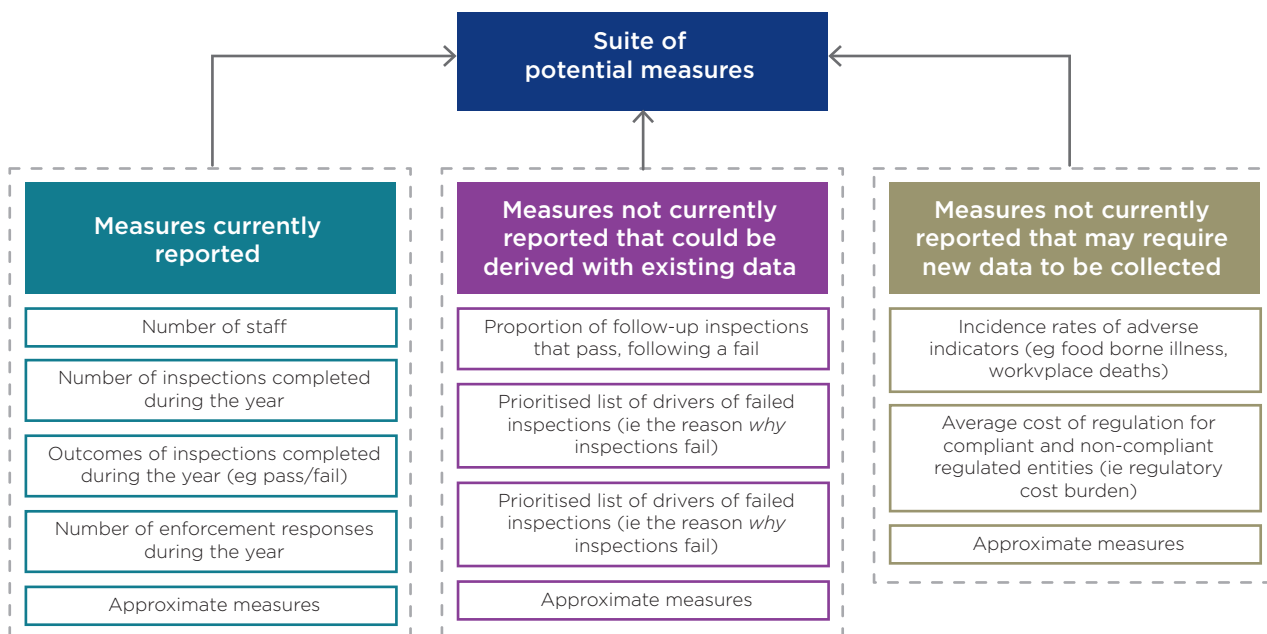 Suite of
potential measures
Measures currently
reported
Number of staff
Number of inspections completed
during the year
Outcomes of inspections completed
during the year (eg pass/fail)
Number of enforcement responses
during the year
Approximate measures
Measures not currently
reported that could be
derived with existing data
Proportion of follow-up inspections
that pass, following a fail
Prioritised list of drivers of failed
inspections (ie the reason why
inspections fail)
Prioritised list of drivers of failed
inspections (ie the reason why
inspections fail)
Approximate measures
Measures not currently
reported that may require
new data to be collected
Incidence rates of adverse
indicators (eg food borne illness,
workvplace deaths)
Average cost of regulation for
compliant and non-compliant
regulated entities (ie regulatory
cost burden)
Approximate measures